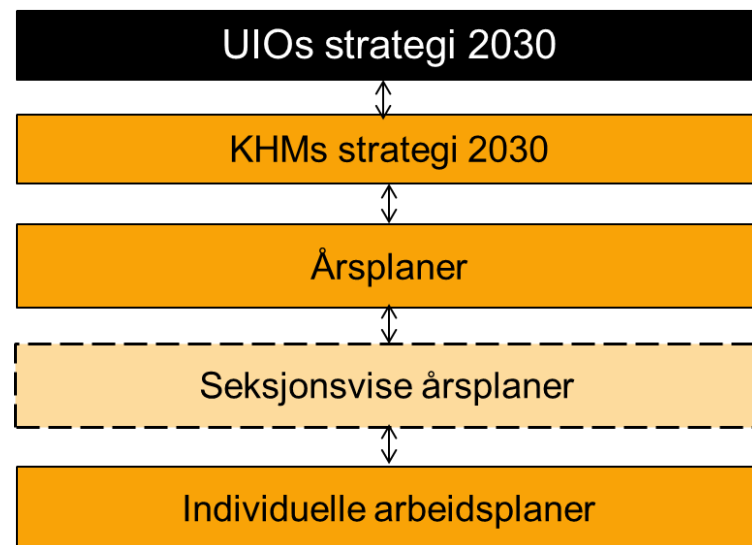 UIOs strategi 2030
KHMs strategi 2030
Årsplaner
Seksjonsvise årsplaner
Individuelle arbeidsplaner